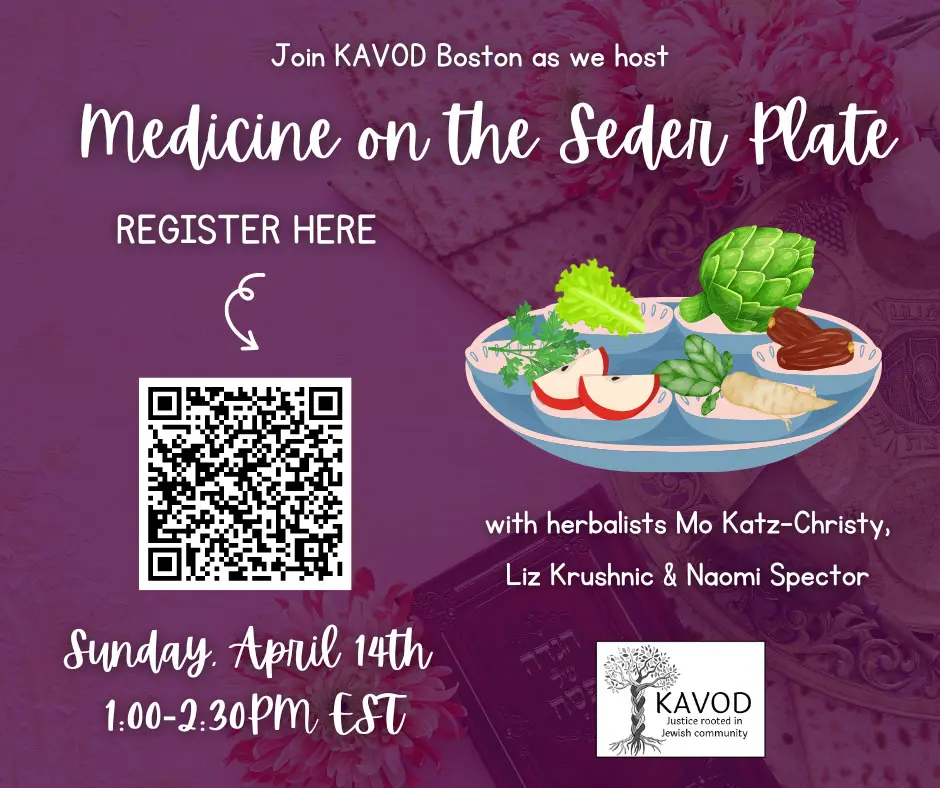 Join KAVOD Boston as we host
Medicine on the Seder Plate
REGISTER HERE
with herbalists Mo Katz-Christy,
Liz Krushnic & Naomi Spector
Sunday, April 14th
1:00-2:30PM EST
KAVOD
Justice rooted in
Jewish community